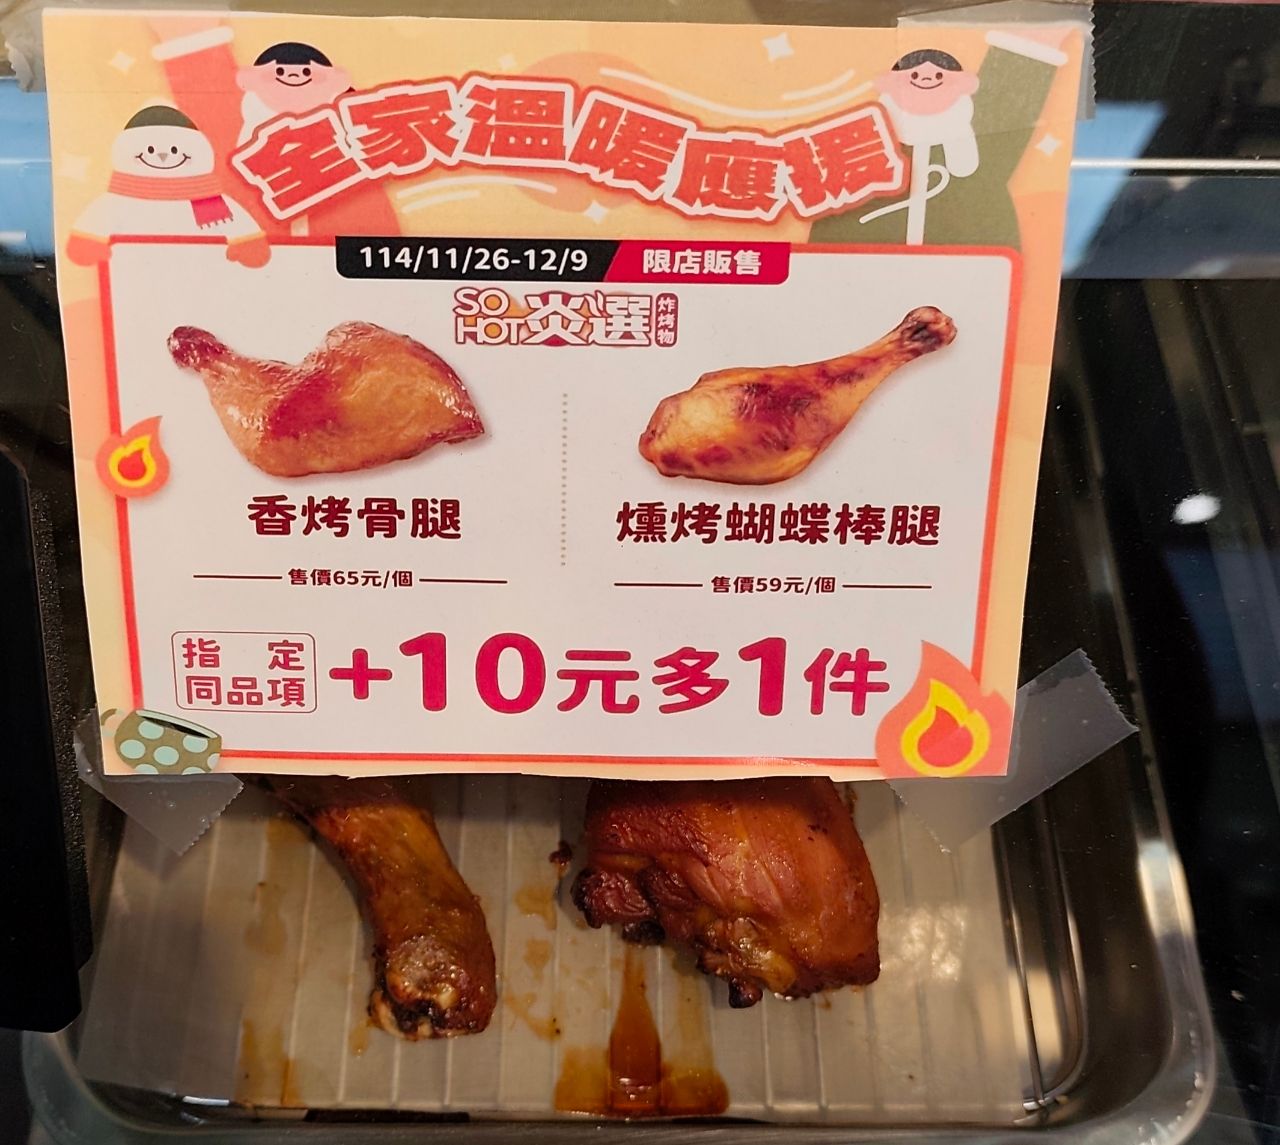 全家溫暖應援
114/11/26-12/9 限店販售
SO HOT 炎選 炸烤物
香烤骨腿
售價65元/個
燻烤蝴蝶棒腿
售價59元/個
指定
同品項
+10元多1件